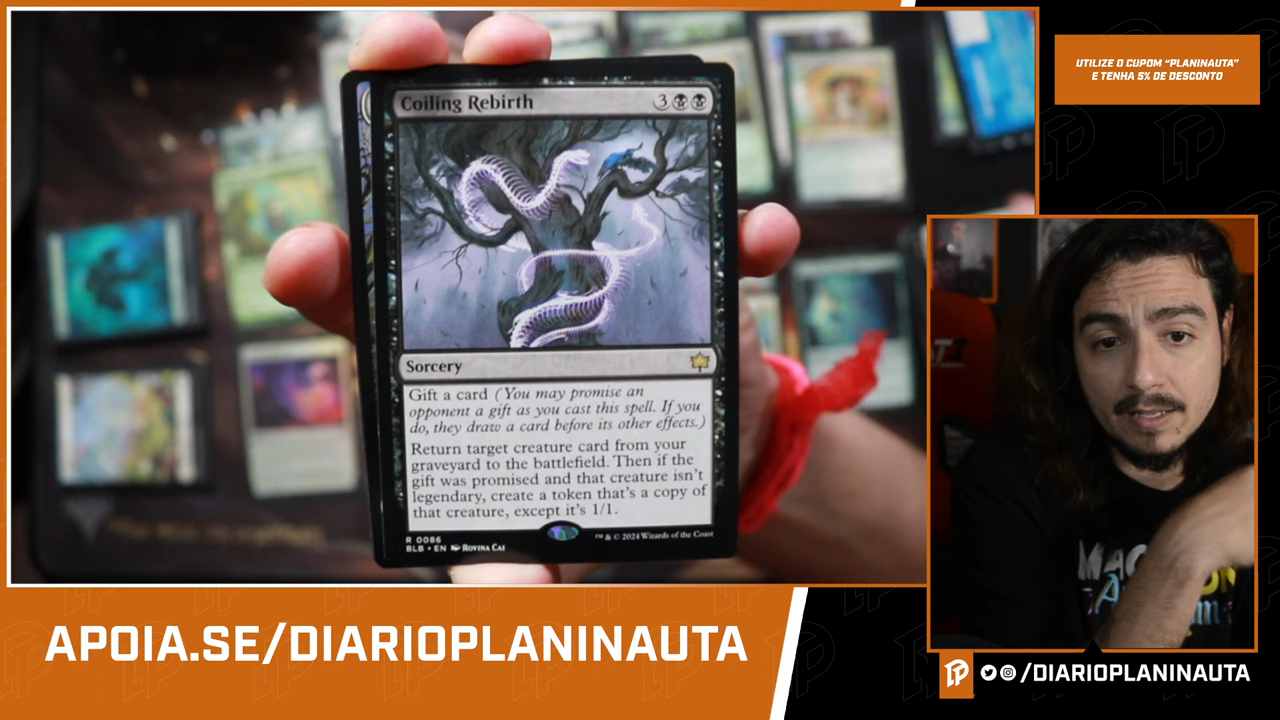 UTILIZE O CUPOM "PLANINAUTA"
E TENHA 5% DE DESCONTO
Coiling Rebirth
3
Sorcery
Gift a card (You may promise an
opponent a gift as you cast this spell. If you
do, they draw a card before its other effects.)
Return target creature card from your
graveyard to the battlefield. Then if the
gift was promised and that creature isn't
legendary, create a token that's a copy of
that creature, except it's 1/1.
R 0086
BLB • EN Rovina Cai
™ & © 2024 Wizards of the Coast
APOIA.SE/DIARIOPLANINAUTA
/DIARIOPLANINAUTA